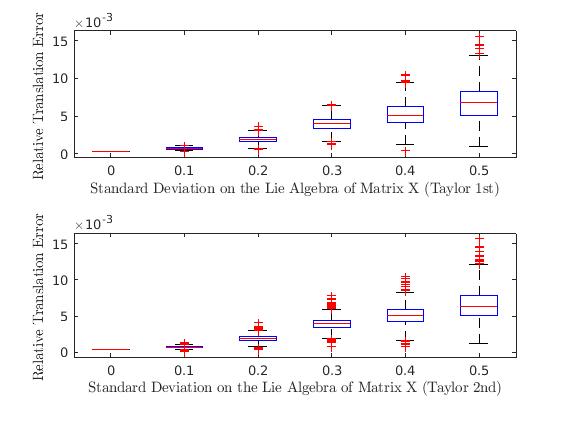 ×10⁻³
15
10
5
0
Relative Translation Error
0 0.1 0.2 0.3 0.4 0.5
Standard Deviation on the Lie Algebra of Matrix X (Taylor 1st)
×10⁻³
15
10
5
0
Relative Translation Error
0 0.1 0.2 0.3 0.4 0.5
Standard Deviation on the Lie Algebra of Matrix X (Taylor 2nd)